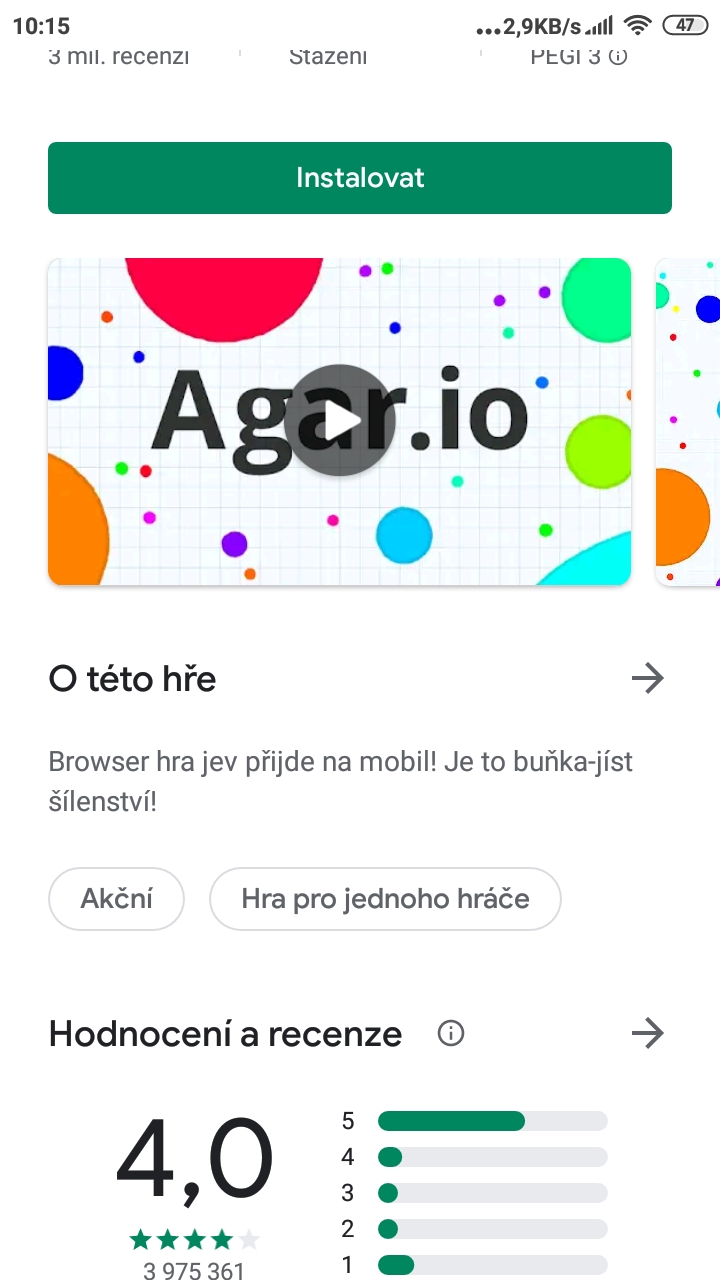 10:15
...2,9KB/s 47
3 mil. recenzí Stažení PEGI 3
Instalovat
Agar.io
O této hře
Browser hra jev přijde na mobil! Je to buňka-jíst
šílenství!
Akční Hra pro jednoho hráče
Hodnocení a recenze
4,0
5
4
3
2
1
3 975 361